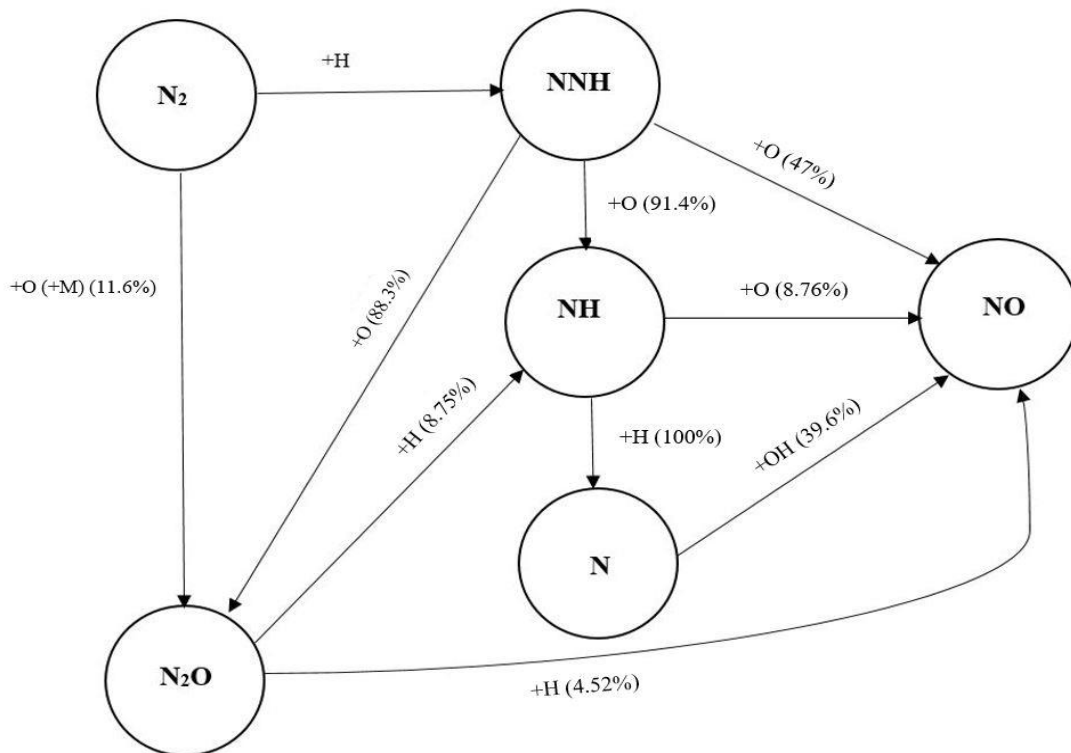 N₂
+H
NNH
+O (47%)
+O (91.4%)
+O (+M) (11.6%)
+O (88.3%)
NH
+O (8.76%)
NO
+H (8.75%)
+H (100%)
+OH (39.6%)
N
N₂O
+H (4.52%)